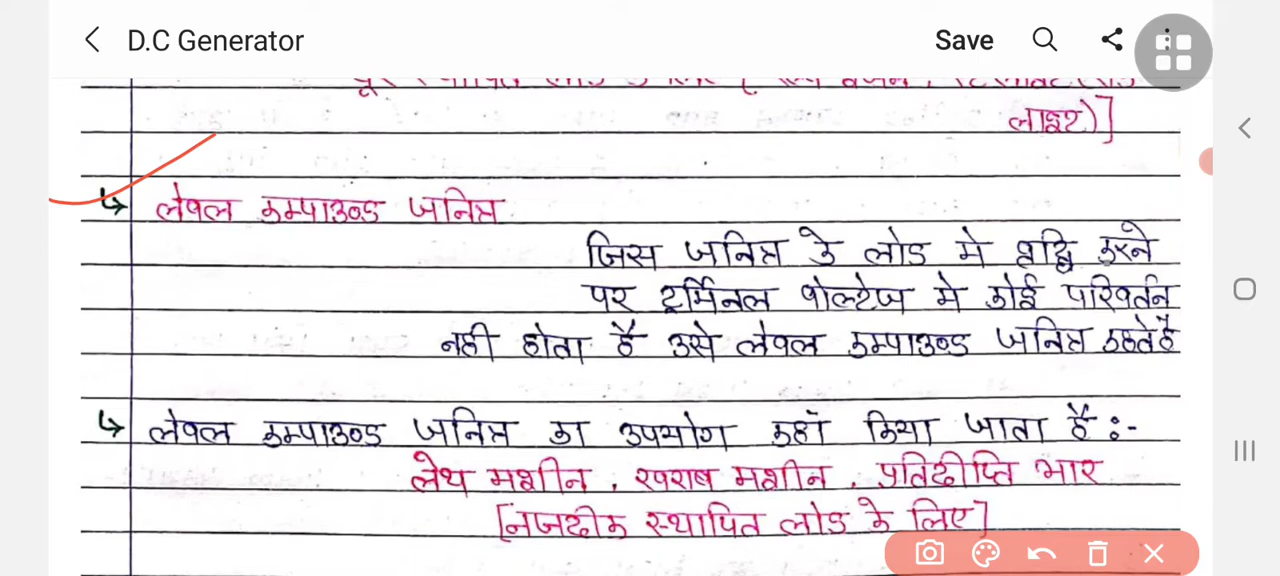 D.C Generator
Save
लाइट)]
↳ लेवल कम्पाउण्ड जनित्र
जिस जनित्र के लोड मे वृद्धि करने
पर टर्मिनल वोल्टेज मे कोई परिवर्तन
नही होता है उसे लेवल कम्पाउण्ड जनित्र कहते है
↳ लेवल कम्पाउण्ड जनित्र का उपयोग कहाँ किया जाता है :-
लेथ मशीन , खराब मशीन , प्रतिदीप्ति भार
[नजदीक स्थापित लोड के लिए]